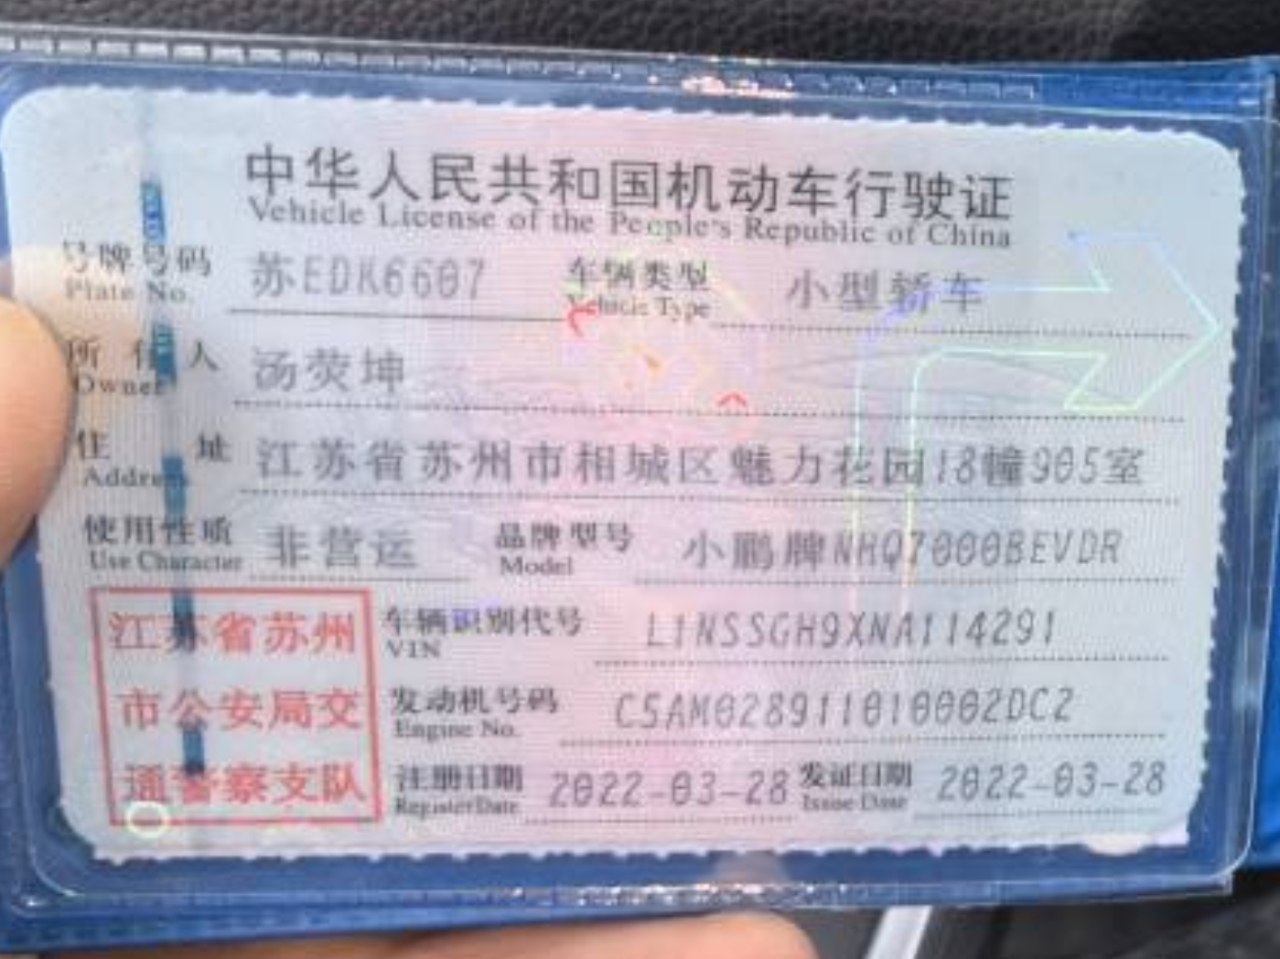 中华人民共和国机动车行驶证
Vehicle License of the People's Republic of China
号牌号码 苏EDK6607 车辆类型 小型轿车
Plate No. Vehicle Type
所有人 汤荧坤
Owner
住址 江苏省苏州市相城区魅力花园18幢905室
Address
使用性质 非营运 品牌型号 小鹏牌NHQ7000BEVDR
Use Character Model
江苏省苏州 车辆识别代号 L1NSSGH9XNA114291
VIN
市公安局交 发动机号码 C5AM028911010002DC2
Engine No.
通警察支队 注册日期 2022-03-28 发证日期 2022-03-28
Register Date Issue Date